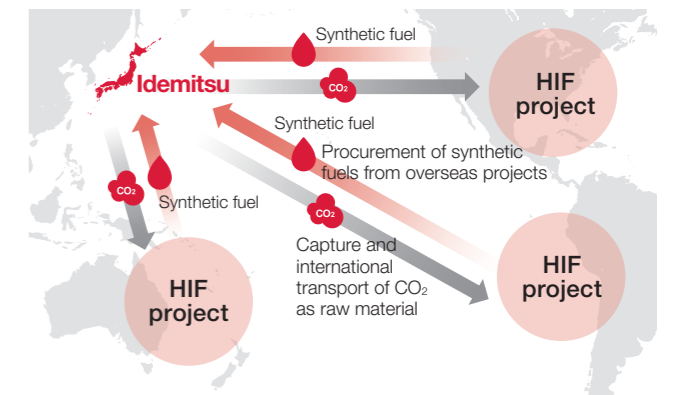 Synthetic fuel
Idemitsu
CO₂
HIF
project
Synthetic fuel
Procurement of synthetic
fuels from overseas projects
CO₂
Synthetic fuel
CO₂
Capture and
international
transport of CO₂
as raw material
HIF
project
HIF
project